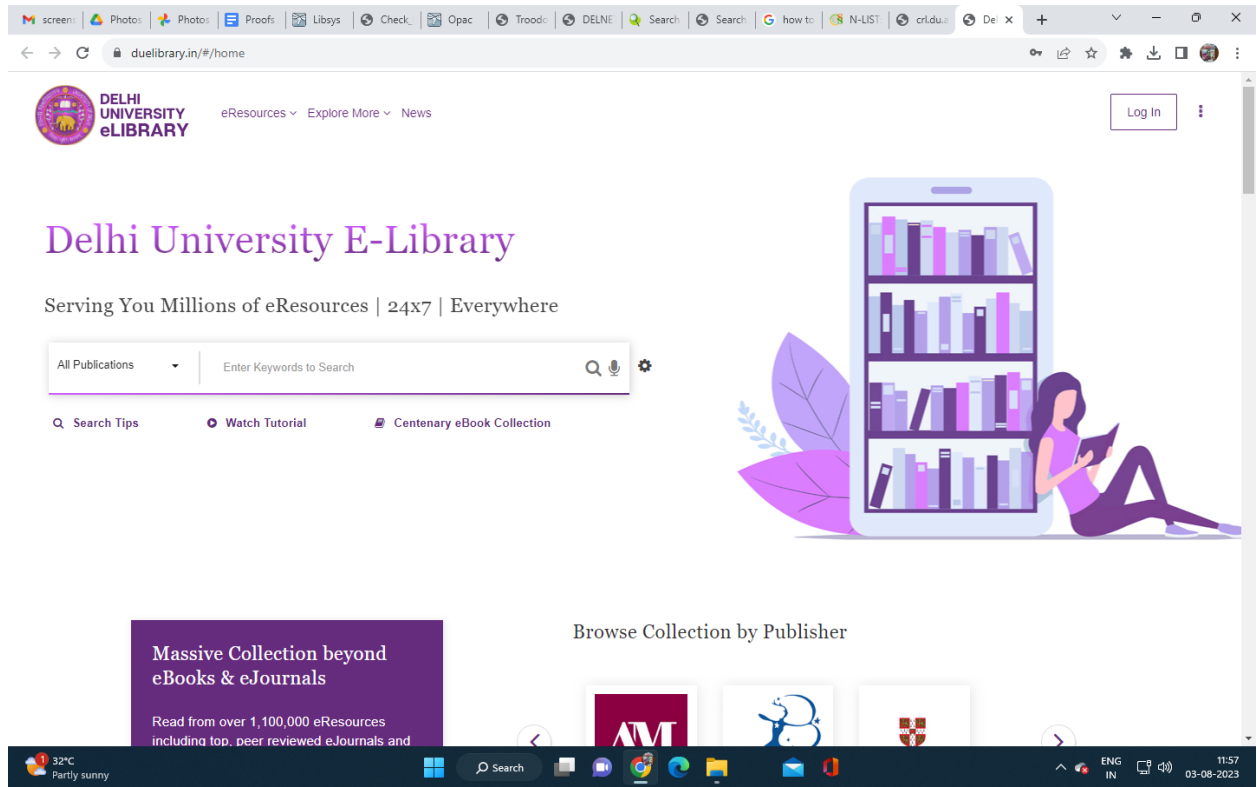 screens
Photos
Photos
Proofs
Libsys
Check_
Opac
Troodo
DELNE
Search
Search
how to
N-LIST
crl.du.a
Del
duelibrary.in/#/home
DELHI
UNIVERSITY
eLIBRARY
eResources
Explore More
News
Log In
Delhi University E-Library
Serving You Millions of eResources | 24x7 | Everywhere
All Publications
Enter Keywords to Search
Search Tips
Watch Tutorial
Centenary eBook Collection
Massive Collection beyond
eBooks & eJournals
Read from over 1,100,000 eResources
including top, peer reviewed eJournals and
Browse Collection by Publisher
AM
1
32°C
Partly sunny
Search
ENG
IN
11:57
03-08-2023